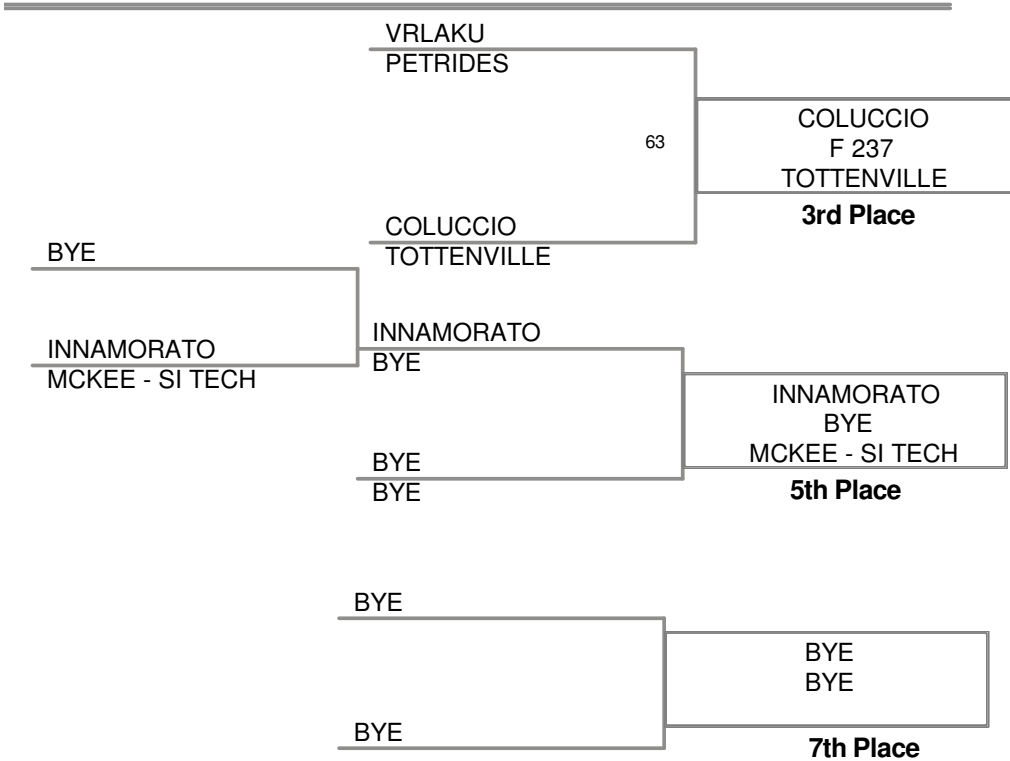 VRLAKU
PETRIDES
63
COLUCCIO
F 237
TOTTENVILLE
3rd Place
COLUCCIO
TOTTENVILLE
BYE
INNAMORATO
MCKEE - SI TECH
INNAMORATO
BYE
INNAMORATO
BYE
MCKEE - SI TECH
5th Place
BYE
BYE
BYE
BYE
BYE
BYE
7th Place